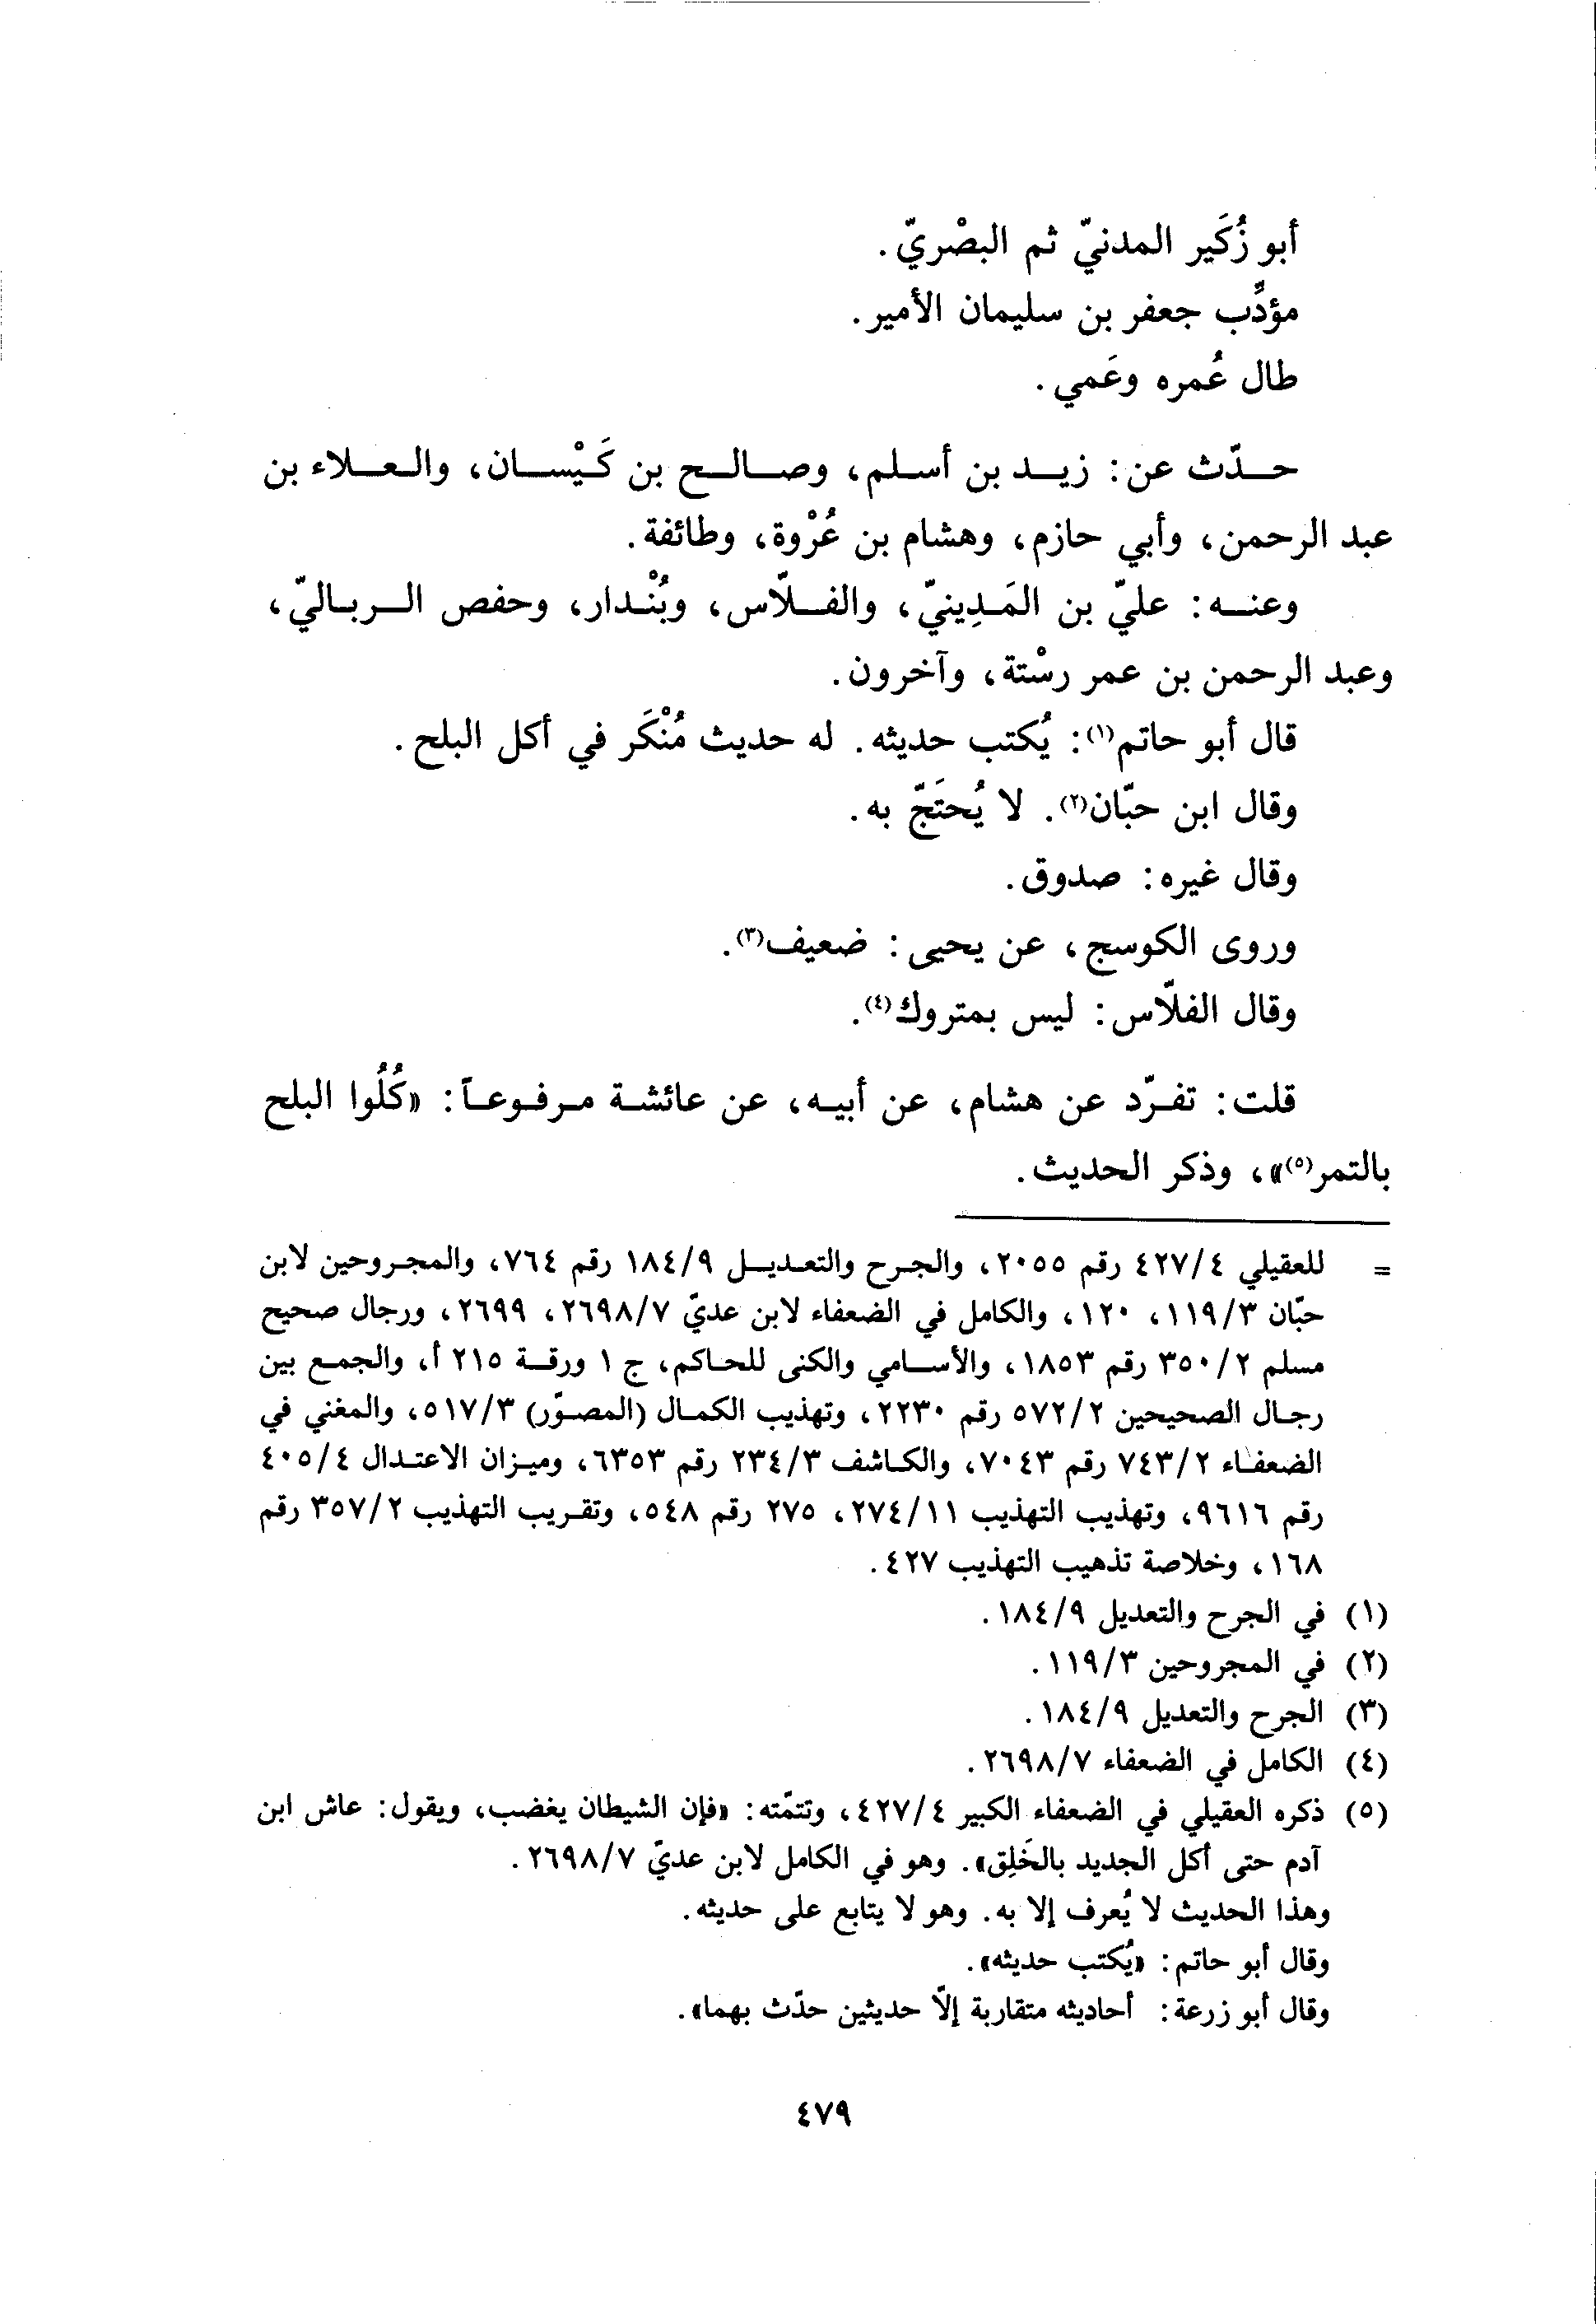 أبو زُكَير المدنيّ ثم البصْريّ.
مؤدِّب جعفر بن سليمان الأمير.
طال عُمره وعَمي.
حدّث عن: زيد بن أسلم، وصالح بن كَيْسان، والعلاء بن
عبد الرحمن، وأبي حازم، وهشام بن عُرْوة، وطائفة.
وعنه: عليّ بن المَدِينيّ، والفلّاس، وبُنْدار، وحفص الرباليّ،
وعبد الرحمن بن عمر رسْتة، وآخرون.
قال أبو حاتم(١): يُكتب حديثه. له حديث مُنْكَر في أكل البلح.
وقال ابن حبّان(٢). لا يُحتَجّ به.
وقال غيره: صدوق.
وروى الكوسج، عن يحيى: ضعيف(٣).
وقال الفلّاس: ليس بمتروك(٤).
قلت: تفرّد عن هشام، عن أبيه، عن عائشة مرفوعاً: «كُلُوا البلح
بالتمر(٥)»، وذكر الحديث.
= للعقيلي ٤٢٧/٤ رقم ٢٠٥٥، والجرح والتعديل ١٨٤/٩ رقم ٧٦٤، والمجروحين لابن
حبّان ١١٩/٣، ١٢٠، والكامل في الضعفاء لابن عديّ ٢٦٩٨/٧، ٢٦٩٩، ورجال صحيح
مسلم ٣٥٠/٢ رقم ١٨٥٣، والأسامي والكنى للحاكم، ج ١ ورقة ٢١٥ أ، والجمع بين
رجال الصحيحين ٥٧٢/٢ رقم ٢٢٣٠، وتهذيب الكمال (المصوّر) ٥١٧/٣، والمغني في
الضعفاء ٧٤٣/٢ رقم ٧٠٤٣، والكاشف ٢٣٤/٣ رقم ٦٣٥٣، وميزان الاعتدال ٤٠٥/٤
رقم ٩٦١٦، وتهذيب التهذيب ٢٧٤/١١، ٢٧٥ رقم ٥٤٨، وتقريب التهذيب ٣٥٧/٢ رقم
١٦٨، وخلاصة تذهيب التهذيب ٤٢٧.
(١) في الجرح والتعديل ١٨٤/٩.
(٢) في المجروحين ١١٩/٣.
(٣) الجرح والتعديل ١٨٤/٩.
(٤) الكامل في الضعفاء ٢٦٩٨/٧.
(٥) ذكره العقيلي في الضعفاء الكبير ٤٢٧/٤، وتتمّته: «فإن الشيطان يغضب، ويقول: عاش ابن
آدم حتى أكل الجديد بالخَلِق». وهو في الكامل لابن عديّ ٢٦٩٨/٧.
وهذا الحديث لا يُعرف إلا به. وهو لا يتابع على حديثه.
وقال أبو حاتم: «يُكتب حديثه».
وقال أبو زرعة: أحاديثه متقاربة إلّا حديثين حدّث بهما».
٤٧٩